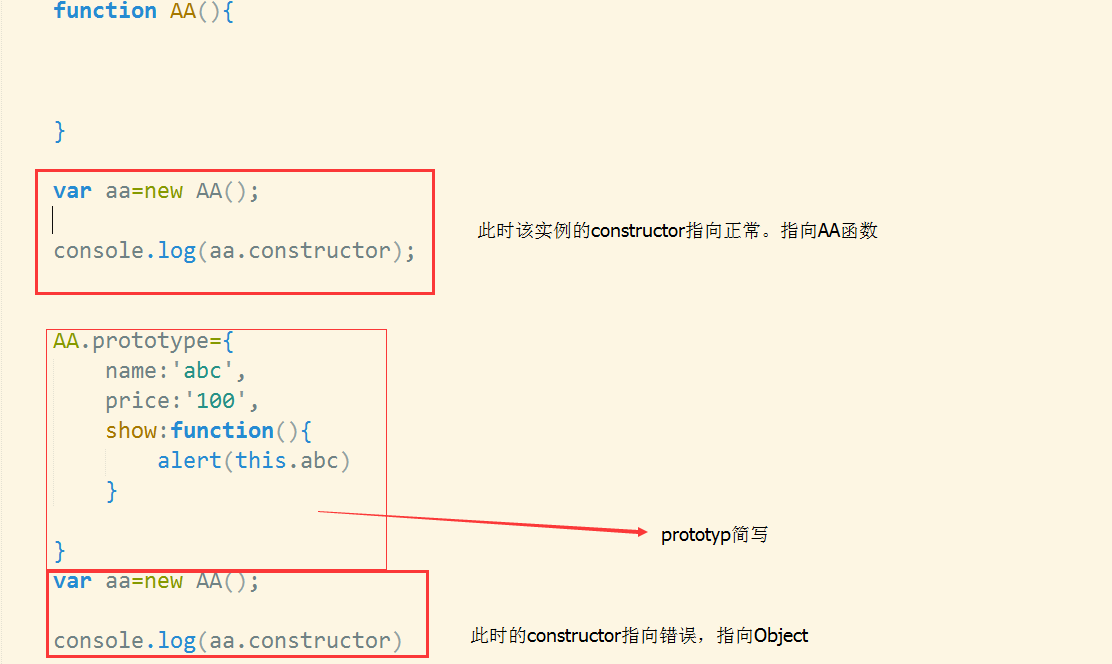 function AA(){
}
var aa=new AA();
console.log(aa.constructor);
此时该实例的constructor指向正常。指向AA函数
AA.prototype={
name:'abc',
price:'100',
show:function(){
alert(this.abc)
}
prototyp简写
}
var aa=new AA();
console.log(aa.constructor)
此时的constructor指向错误，指向Object